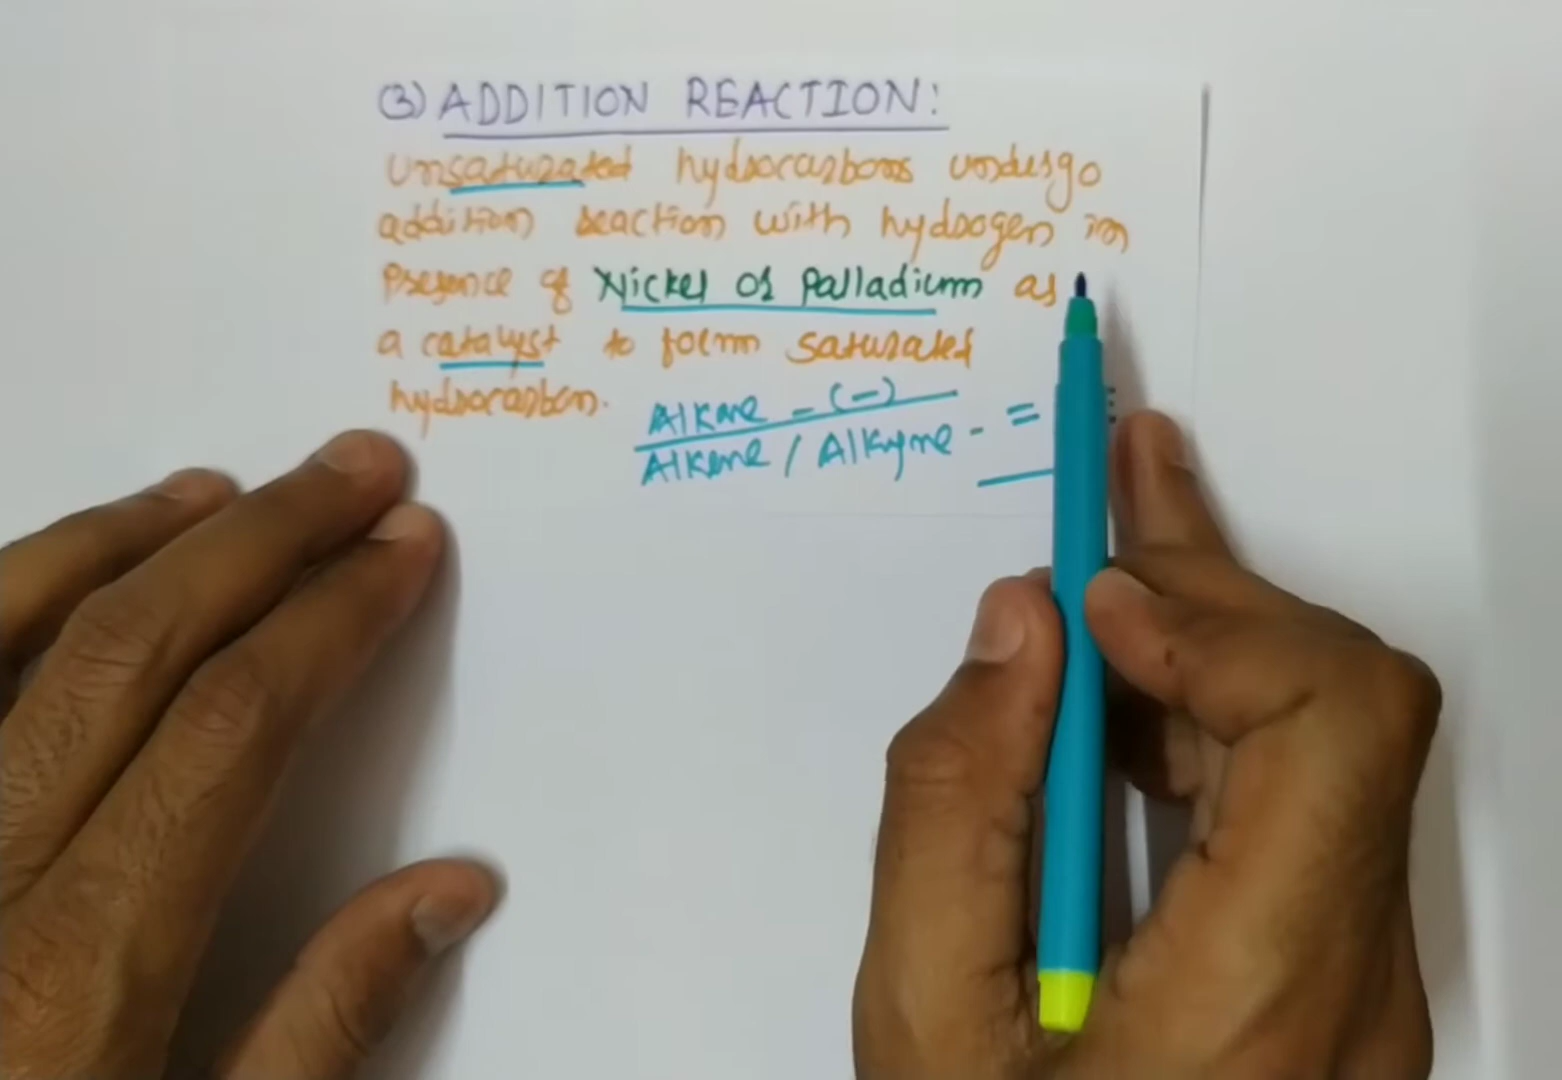 (3) ADDITION REACTION:
Unsaturated hydrocarbons undergo
addition reaction with hydrogen in
Presence of Nickel or Palladium as
a catalyst to form saturated
hydrocarbon.
Alkane - (-)
Alkene / Alkyne - =